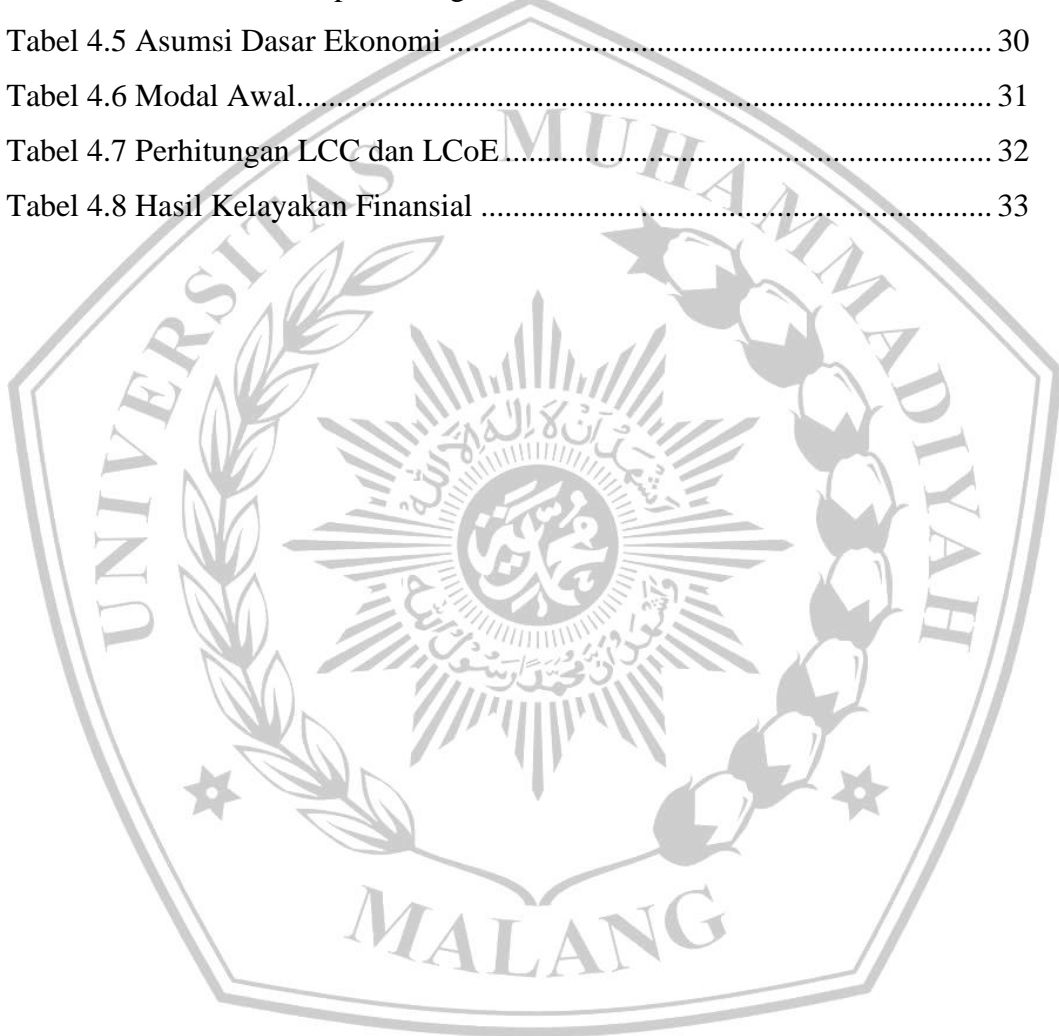 Tabel 4.5 Asumsi Dasar Ekonomi .................................................................. 30
Tabel 4.6 Modal Awal.................................................................................... 31
Tabel 4.7 Perhitungan LCC dan LCoE........................................................... 32
Tabel 4.8 Hasil Kelayakan Finansial .............................................................. 33
UNIVERSITAS MUHAMMADIYAH
MALANG